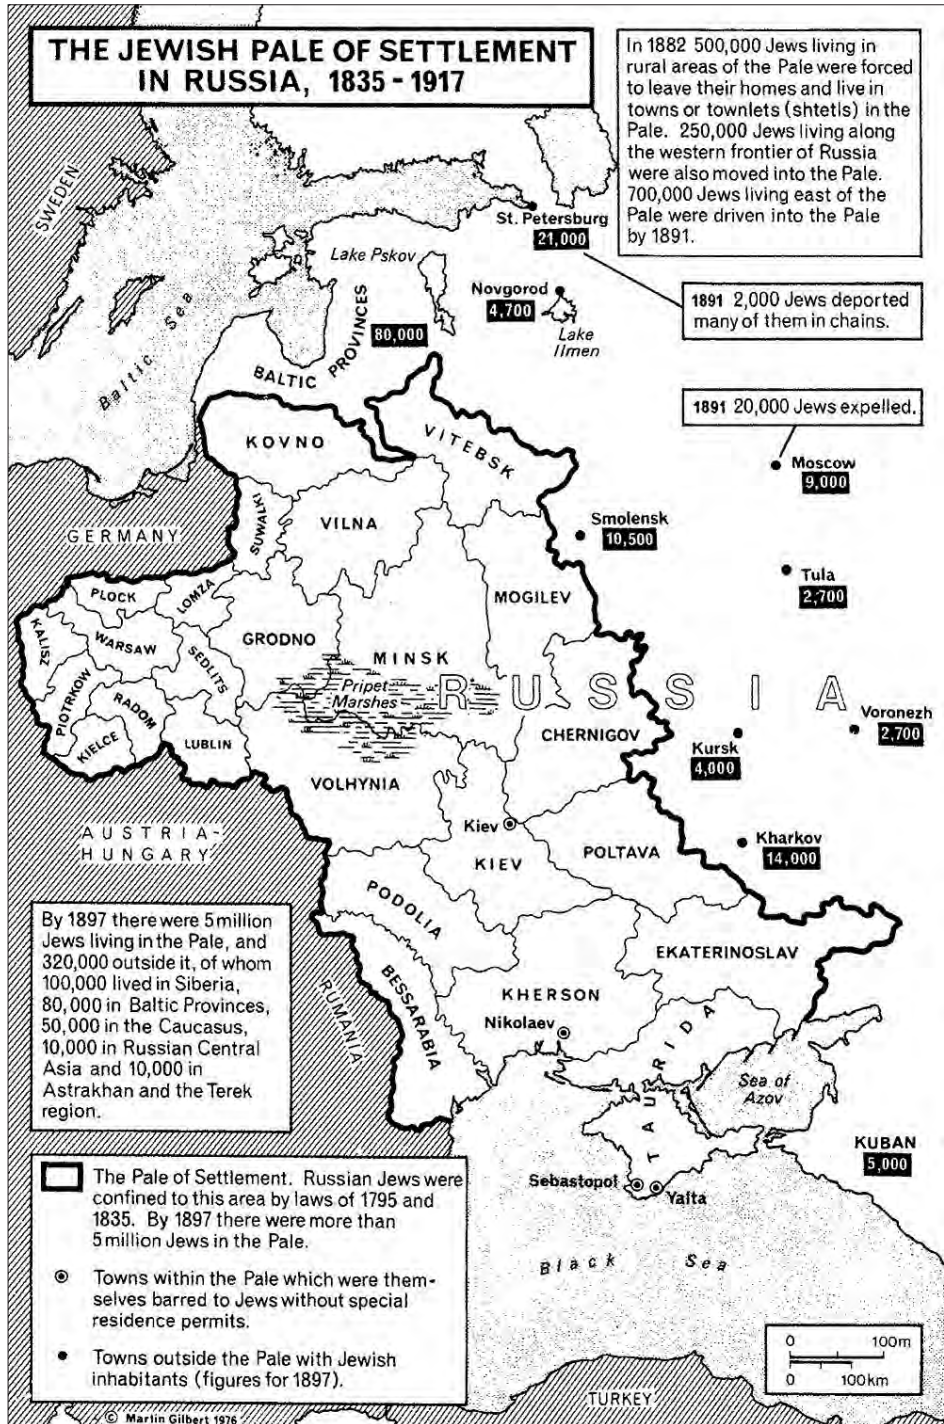 THE JEWISH PALE OF SETTLEMENT
IN RUSSIA, 1835-1917
In 1882 500,000 Jews living in
rural areas of the Pale were forced
to leave their homes and live in
towns or townlets (shtetls) in the
Pale. 250,000 Jews living along
the western frontier of Russia
were also moved into the Pale.
700,000 Jews living east of the
Pale were driven into the Pale
by 1891.
SWEDEN
Baltic Sea
St. Petersburg
21,000
Lake Pskov
Novgorod
4,700
Lake
Ilmen
1891 2,000 Jews deported
many of them in chains.
80,000
BALTIC PROVINCES
1891 20,000 Jews expelled.
KOVNO
VITEBSK
Moscow
9,000
GERMANY
SUWALKI
VILNA
Smolensk
10,500
Tula
2,700
PLOCK
LOMZA
MOGILEV
KALISZ
WARSAW
SEDLITS
GRODNO
MINSK
PIOTRKOW
RADOM
KIELCE
LUBLIN
Pripet
Marshes
RUSSIA
CHERNIGOV
Kursk
4,000
Voronezh
2,700
VOLHYNIA
AUSTRIA-
HUNGARY
Kiev
KIEV
POLTAVA
Kharkov
14,000
PODOLIA
By 1897 there were 5 million
Jews living in the Pale, and
320,000 outside it, of whom
100,000 lived in Siberia,
80,000 in Baltic Provinces,
50,000 in the Caucasus,
10,000 in Russian Central
Asia and 10,000 in
Astrakhan and the Terek
region.
RUMANIA
BESSARABIA
KHERSON
EKATERINOSLAV
Nikolaev
TAURIDA
Sea of
Azov
KUBAN
5,000
Sebastopol
Yalta
Black Sea
The Pale of Settlement. Russian Jews were
confined to this area by laws of 1795 and
1835. By 1897 there were more than
5 million Jews in the Pale.
Towns within the Pale which were them-
selves barred to Jews without special
residence permits.
Towns outside the Pale with Jewish
inhabitants (figures for 1897).
0 100m
0 100km
TURKEY
© Martin Gilbert 1976